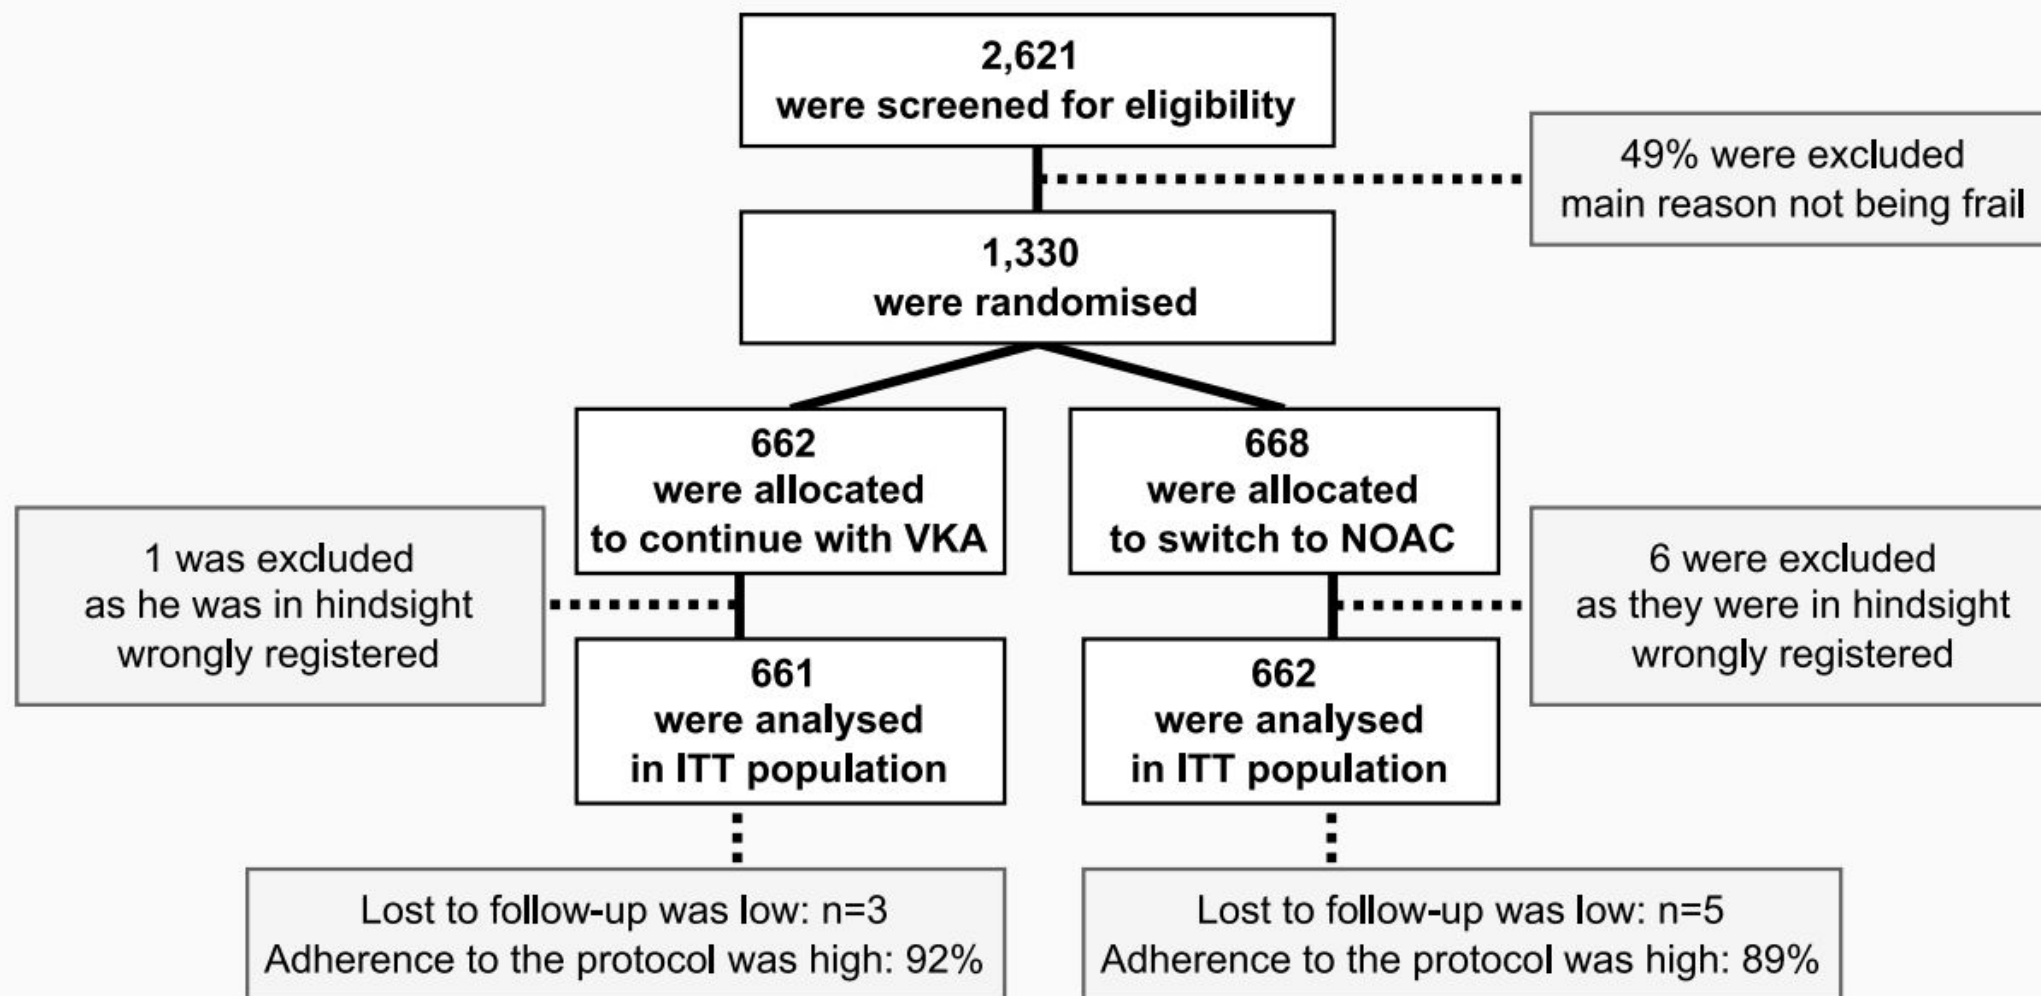 2,621
were screened for eligibility
49% were excluded
main reason not being frail
1,330
were randomised
662
were allocated
to continue with VKA
668
were allocated
to switch to NOAC
1 was excluded
as he was in hindsight
wrongly registered
6 were excluded
as they were in hindsight
wrongly registered
661
were analysed
in ITT population
662
were analysed
in ITT population
Lost to follow-up was low: n=3
Adherence to the protocol was high: 92%
Lost to follow-up was low: n=5
Adherence to the protocol was high: 89%